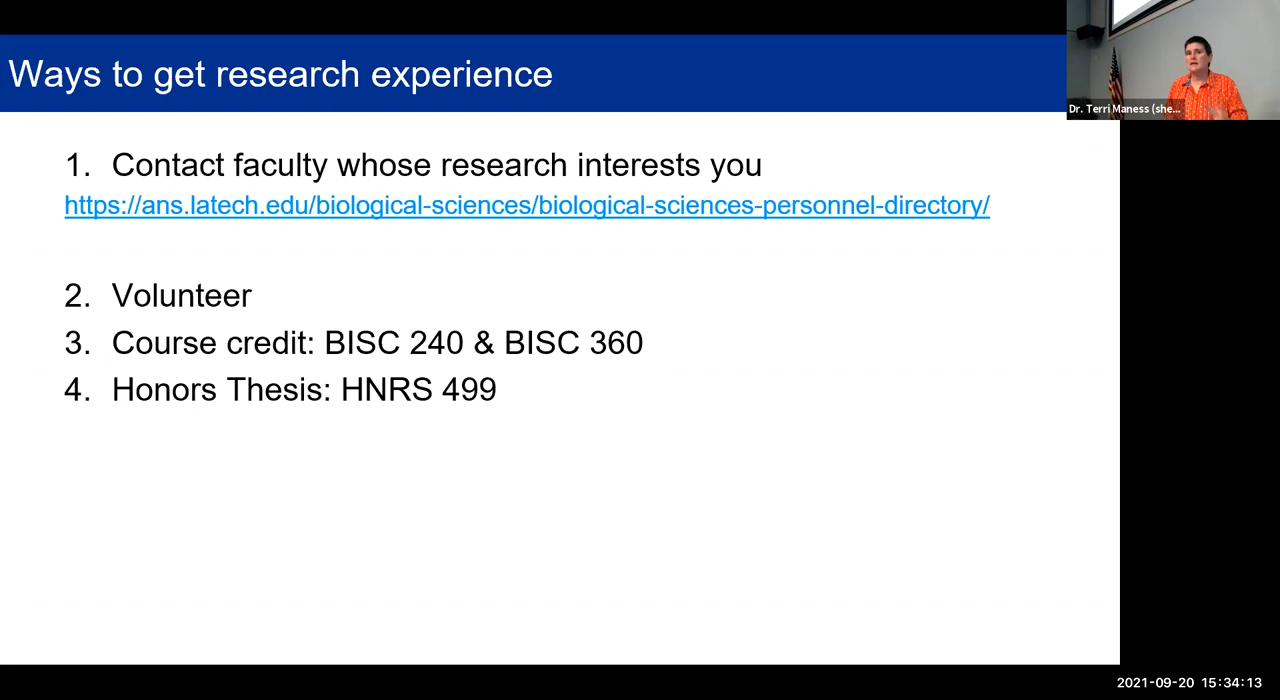 Ways to get research experience
Dr. Terri Maness (she...
1. Contact faculty whose research interests you
https://ans.latech.edu/biological-sciences/biological-sciences-personnel-directory/
2. Volunteer
3. Course credit: BISC 240 & BISC 360
4. Honors Thesis: HNRS 499
2021-09-20 15:34:13